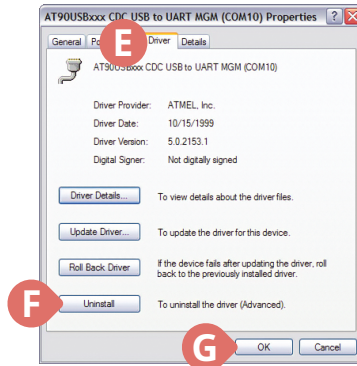 AT90USBxxx CDC USB to UART MGM (COM10) Properties
E
General Po Driver Details
AT90USBxxx CDC USB to UART MGM (COM10)
Driver Provider: ATMEL, Inc.
Driver Date: 10/15/1999
Driver Version: 5.0.2153.1
Digital Signer: Not digitally signed
Driver Details... To view details about the driver files.
Update Driver... To update the driver for this device.
Roll Back Driver If the device fails after updating the driver, roll
back to the previously installed driver.
F Uninstall To uninstall the driver (Advanced).
G OK Cancel